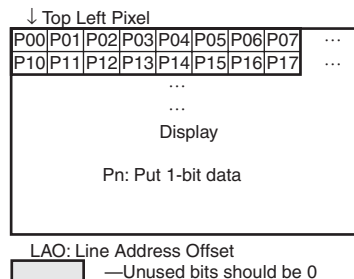 ↓ Top Left Pixel
P00 P01 P02 P03 P04 P05 P06 P07 ...
P10 P11 P12 P13 P14 P15 P16 P17 ...
...
...
Display
Pn: Put 1-bit data
LAO: Line Address Offset
—Unused bits should be 0